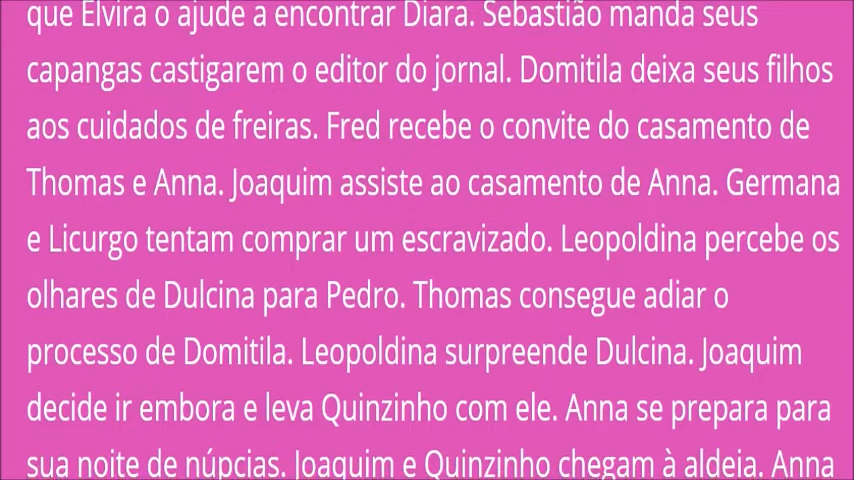 que Elvira o ajude a encontrar Diara. Sebastião manda seus
capangas castigarem o editor do jornal. Domitila deixa seus filhos
aos cuidados de freiras. Fred recebe o convite do casamento de
Thomas e Anna. Joaquim assiste ao casamento de Anna. Germana
e Licurgo tentam comprar um escravizado. Leopoldina percebe os
olhares de Dulcina para Pedro. Thomas consegue adiar o
processo de Domitila. Leopoldina surpreende Dulcina. Joaquim
decide ir embora e leva Quinzinho com ele. Anna se prepara para
sua noite de núpcias. Joaquim e Quinzinho chegam à aldeia. Anna